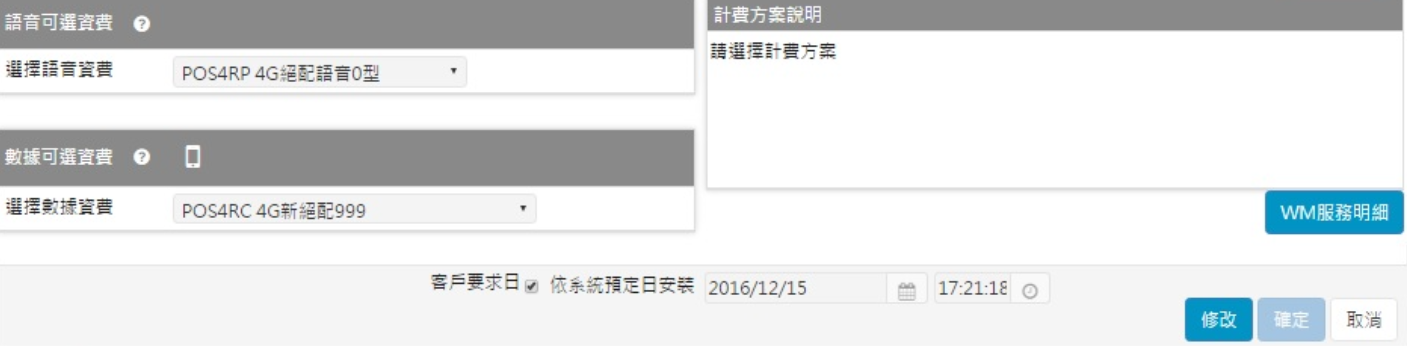 語音可選資費
選擇語音資費 POS4RP 4G絕配語音0型
計費方案說明
請選擇計費方案
數據可選資費
選擇數據資費 POS4RC 4G新絕配999
WM服務明細
客戶要求日 依系統預定日安裝 2016/12/15 17:21:18
修改 確定 取消